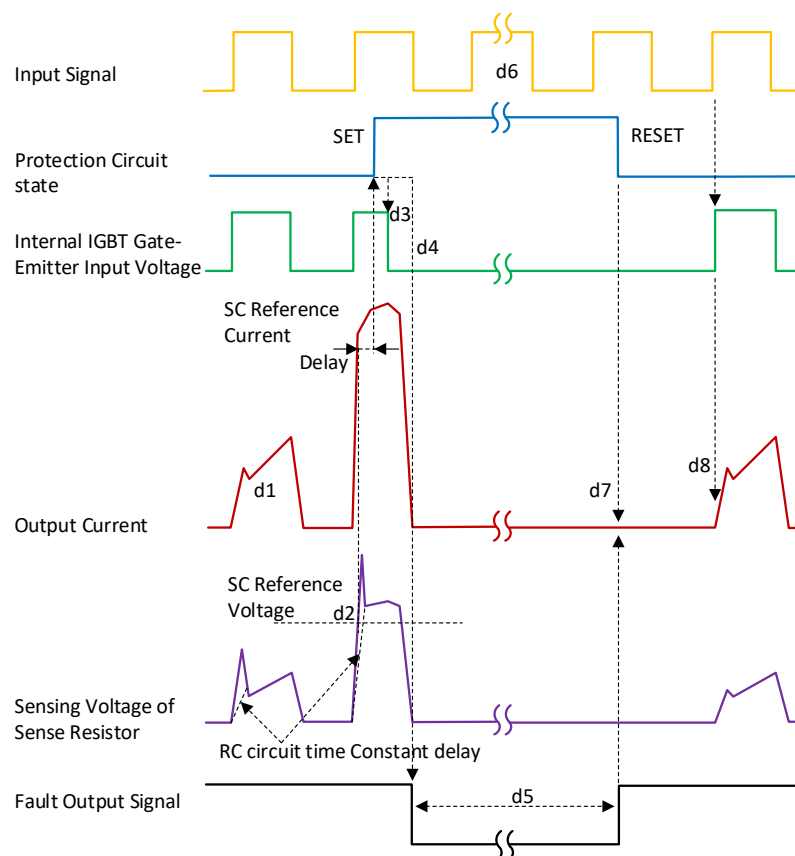 Input Signal
d6
SET
RESET
Protection Circuit
state
d3
Internal IGBT Gate-
Emitter Input Voltage
d4
SC Reference
Current
Delay
d1
d7
d8
Output Current
SC Reference
Voltage
d2
Sensing Voltage of
Sense Resistor
RC circuit time Constant delay
Fault Output Signal
d5